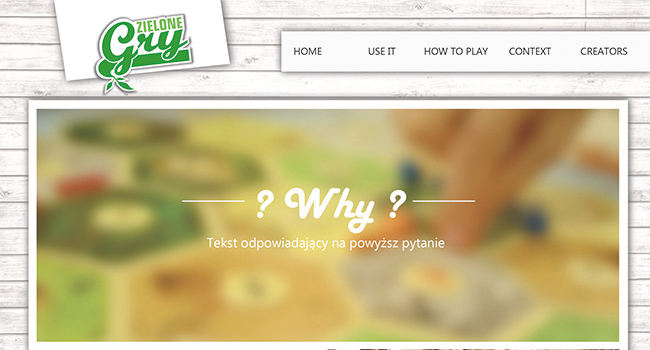 ZIELONE
Gry
HOME USE IT HOW TO PLAY CONTEXT CREATORS
? Why ?
Tekst odpowiadający na powyższ pytanie